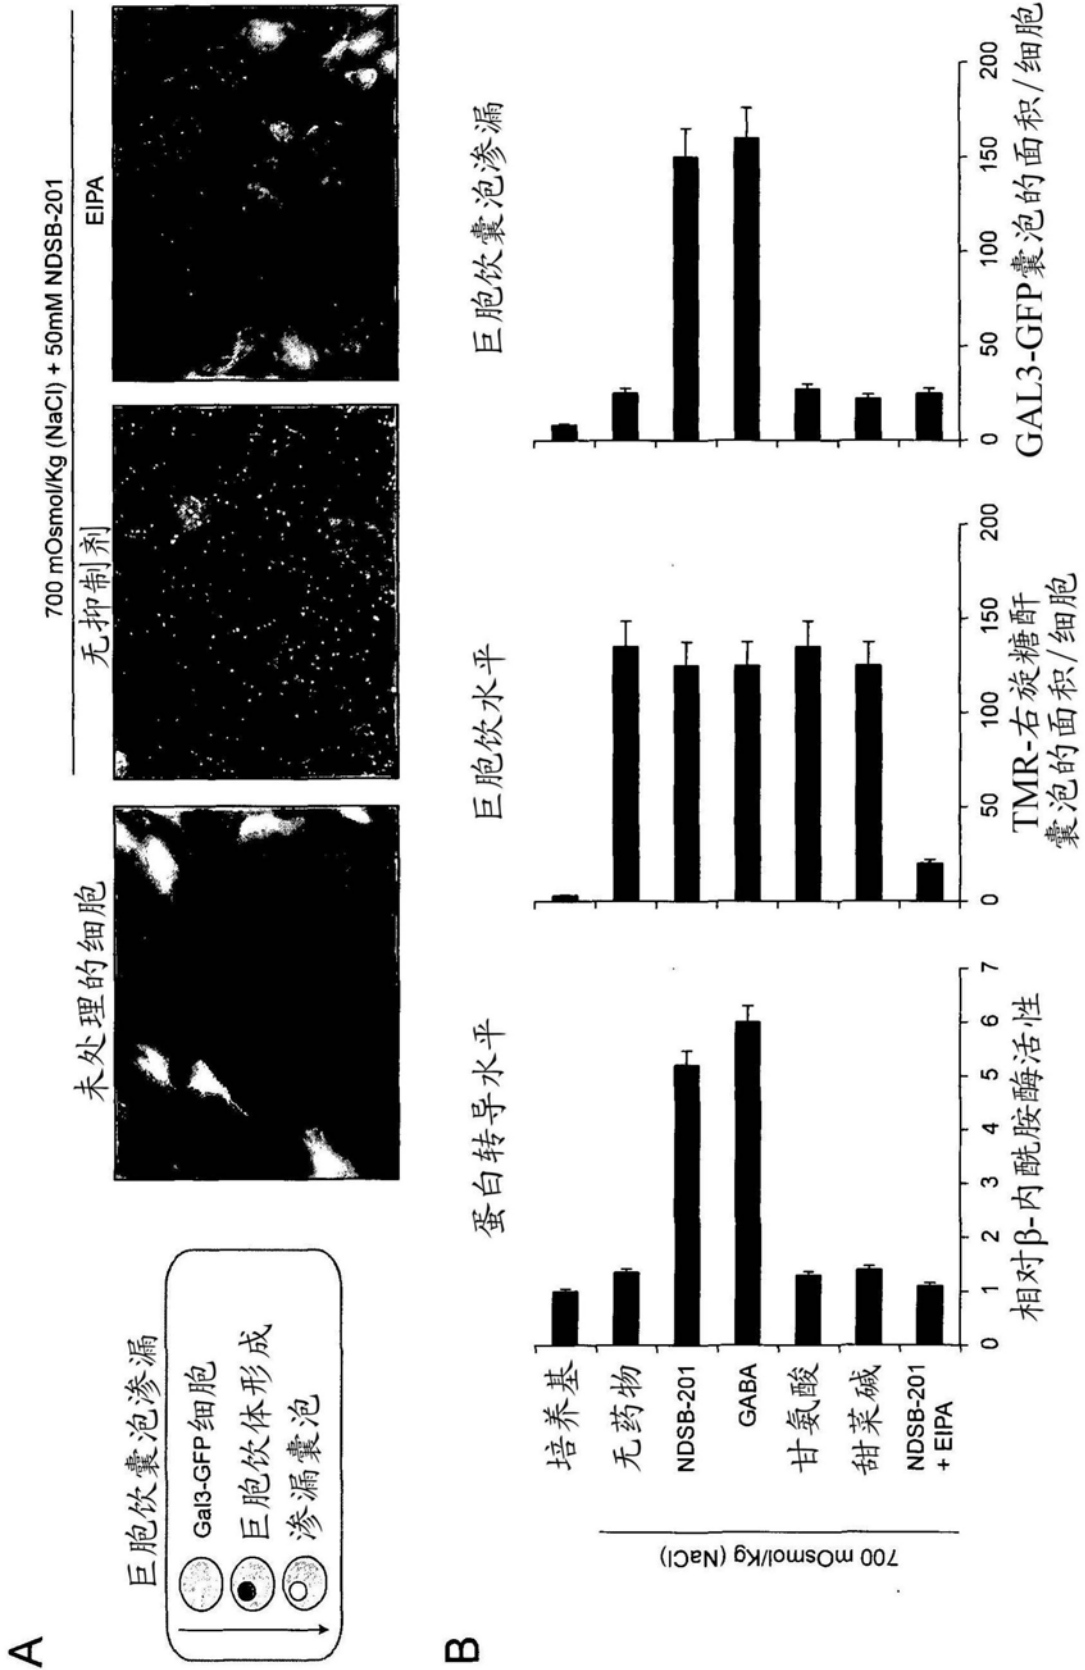 A
巨胞饮囊泡渗漏
Gal3-GFP细胞
巨胞饮体形成
渗漏囊泡
未处理的细胞
700 mOsmol/Kg (NaCl) + 50mM NDSB-201
无抑制剂
EIPA
B
蛋白转导水平
培养基
无药物
NDSB-201
GABA
甘氨酸
甜菜碱
NDSB-201
+ EIPA
700 mOsmol/Kg (NaCl)
0 1 2 3 4 5 6 7
相对β-内酰胺酶活性
巨胞饮水平
0 50 100 150 200
TMR-右旋糖酐
囊泡的面积/细胞
巨胞饮囊泡渗漏
0 50 100 150 200
GAL3-GFP囊泡的面积/细胞